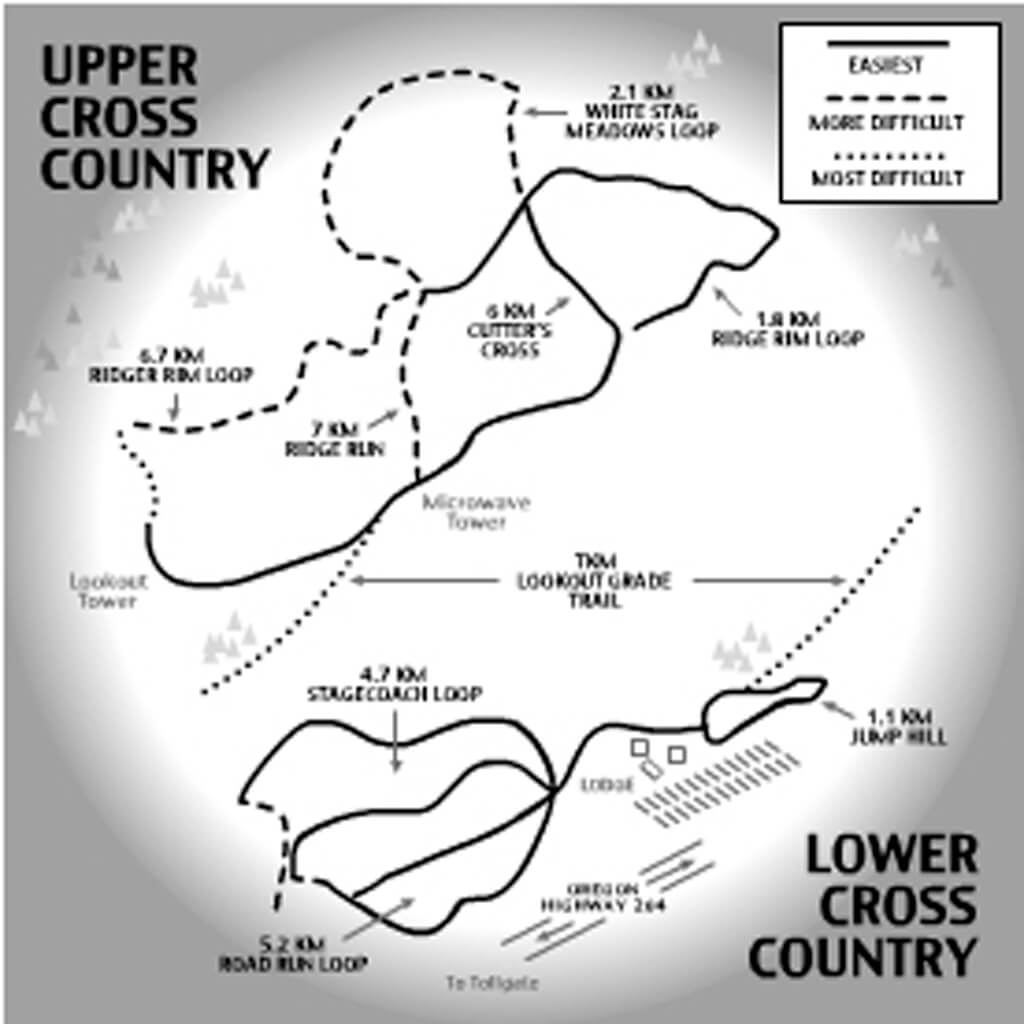 UPPER
CROSS
COUNTRY
EASIEST
MORE DIFFICULT
MOST DIFFICULT
2.1 KM
WHITE STAG
MEADOWS LOOP
6 KM
CUTTER'S
CROSS
1.8 KM
RIDGE RIM LOOP
6.7 KM
RIDGER RIM LOOP
7 KM
RIDGE RUN
Microwave
Tower
Lookout
Tower
7KM
LOOKOUT GRADE
TRAIL
4.7 KM
STAGECOACH LOOP
1.1 KM
JUMP HILL
LODGE
OREGON
HIGHWAY 204
5.2 KM
ROAD RUN LOOP
To Tollgate
LOWER
CROSS
COUNTRY